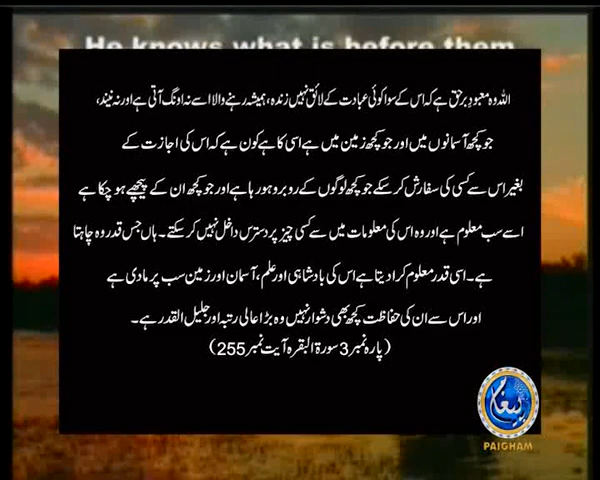 He knows what is before them
اللہ وہ معبودِ برحق ہے کہ اس کے سوا کوئی عبادت کے لائق نہیں زندہ، ہمیشہ رہنے والا اسے نہ اونگ آتی ہے اور نہ نیند،
جو کچھ آسمانوں میں اور جو کچھ زمین میں ہے اسی کا ہے کون ہے کہ اس کی اجازت کے
بغیر اس سے کسی کی سفارش کر سکے جو کچھ لوگوں کے روبرو ہو رہا ہے اور جو کچھ ان کے پیچھے ہو چکا ہے
اسے سب معلوم ہے اور وہ اس کی معلومات میں سے کسی چیز پر دسترس داخل نہیں کر سکتے۔ ہاں جس قدر وہ چاہتا
ہے۔ اسی قدر معلوم کرا دیتا ہے اس کی بادشاہی اور علم، آسمان اور زمین سب پر مادی ہے
اور اس سے ان کی حفاظت کچھ بھی دشوار نہیں وہ بڑا عالی رتبہ اور جلیل القدر ہے۔
(پارہ نمبر 3 سورۃ البقرہ آیت نمبر 255)
پیغام
PAIGHAM